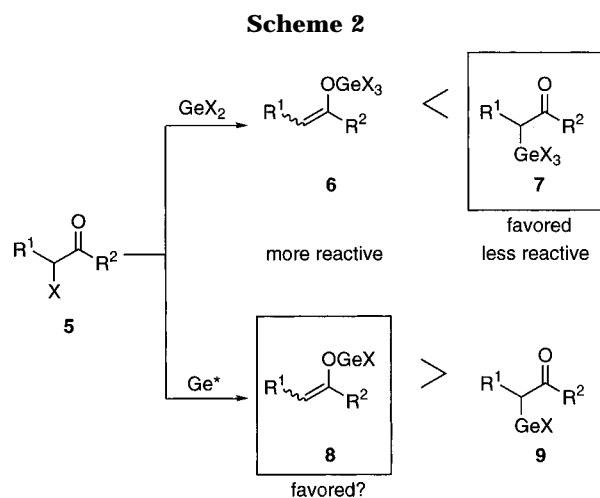 Scheme 2
GeX₂
OGeX₃
R¹
R²
6
<
O
R¹
R²
GeX₃
7
favored
more reactive
less reactive
O
R¹
R²
X
5
Ge*
OGeX
R¹
R²
8
>
O
R¹
R²
GeX
9
favored?